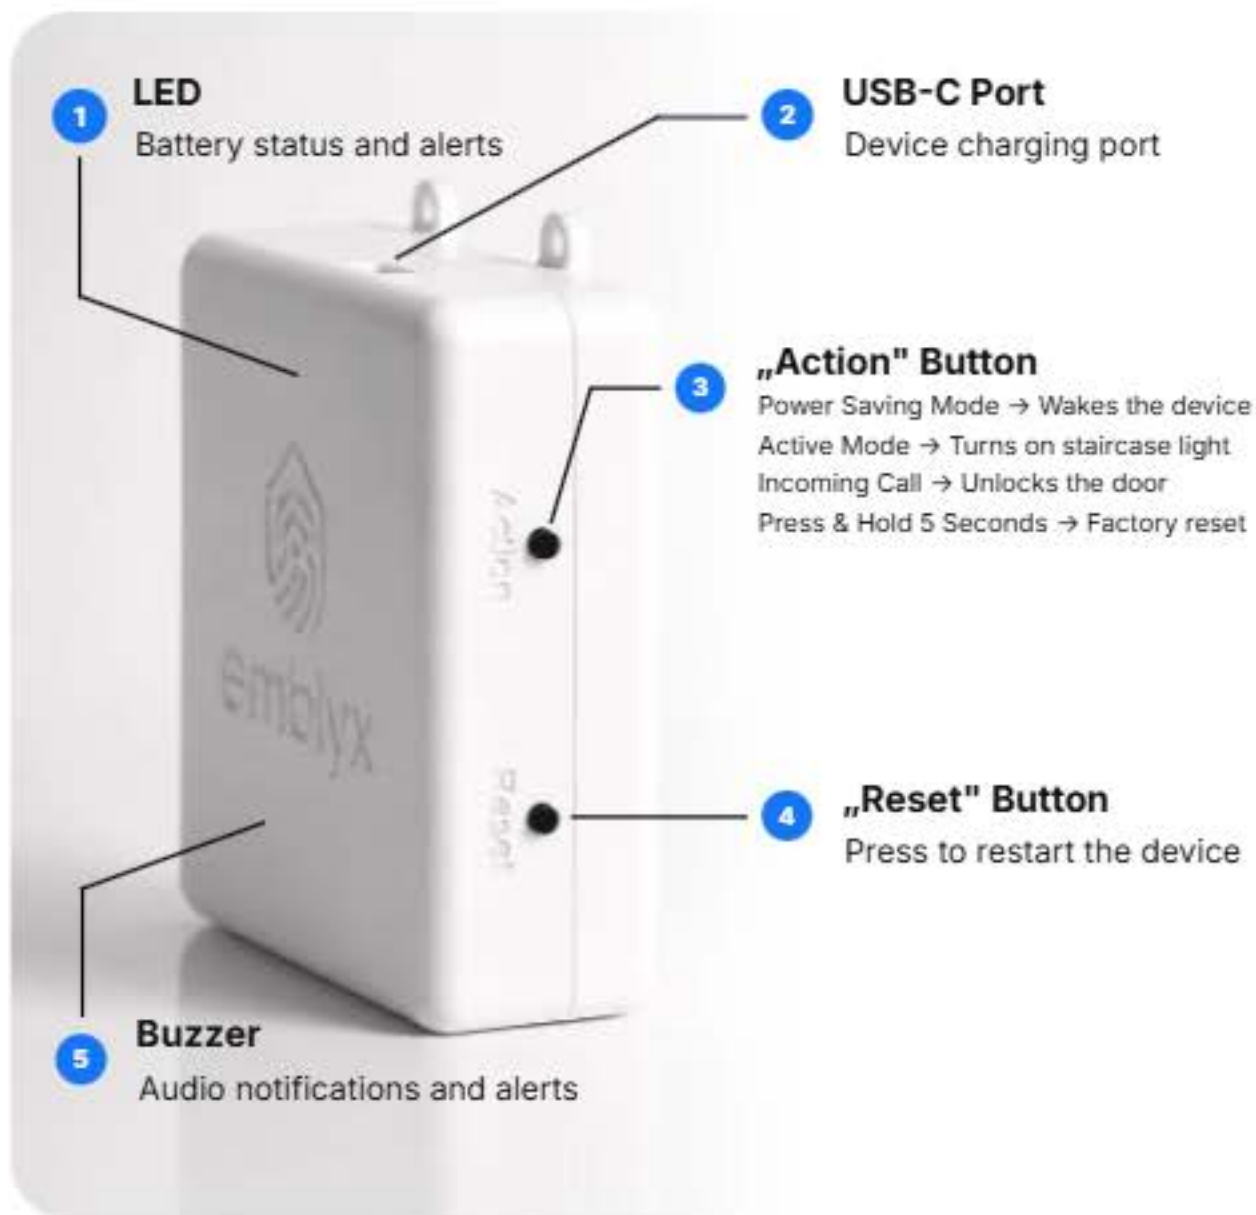 1
LED
Battery status and alerts
2
USB-C Port
Device charging port
3
„Action" Button
Power Saving Mode → Wakes the device
Active Mode → Turns on staircase light
Incoming Call → Unlocks the door
Press & Hold 5 Seconds → Factory reset
Action
emblyx
Reset
4
„Reset" Button
Press to restart the device
5
Buzzer
Audio notifications and alerts